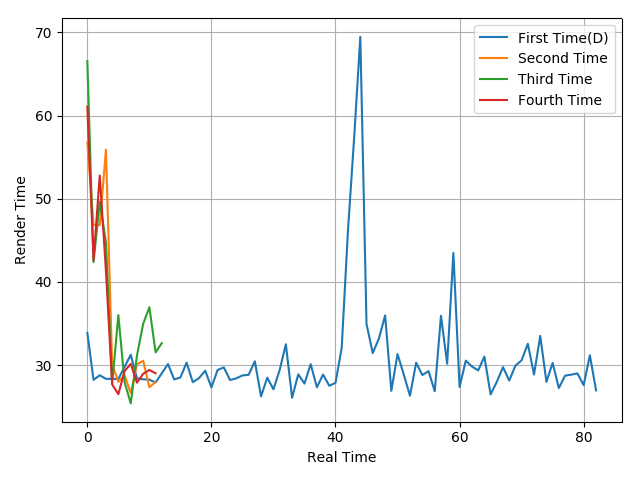 First Time(D)
Second Time
Third Time
Fourth Time
70
60
50
40
30
Render Time
0 20 40 60 80
Real Time